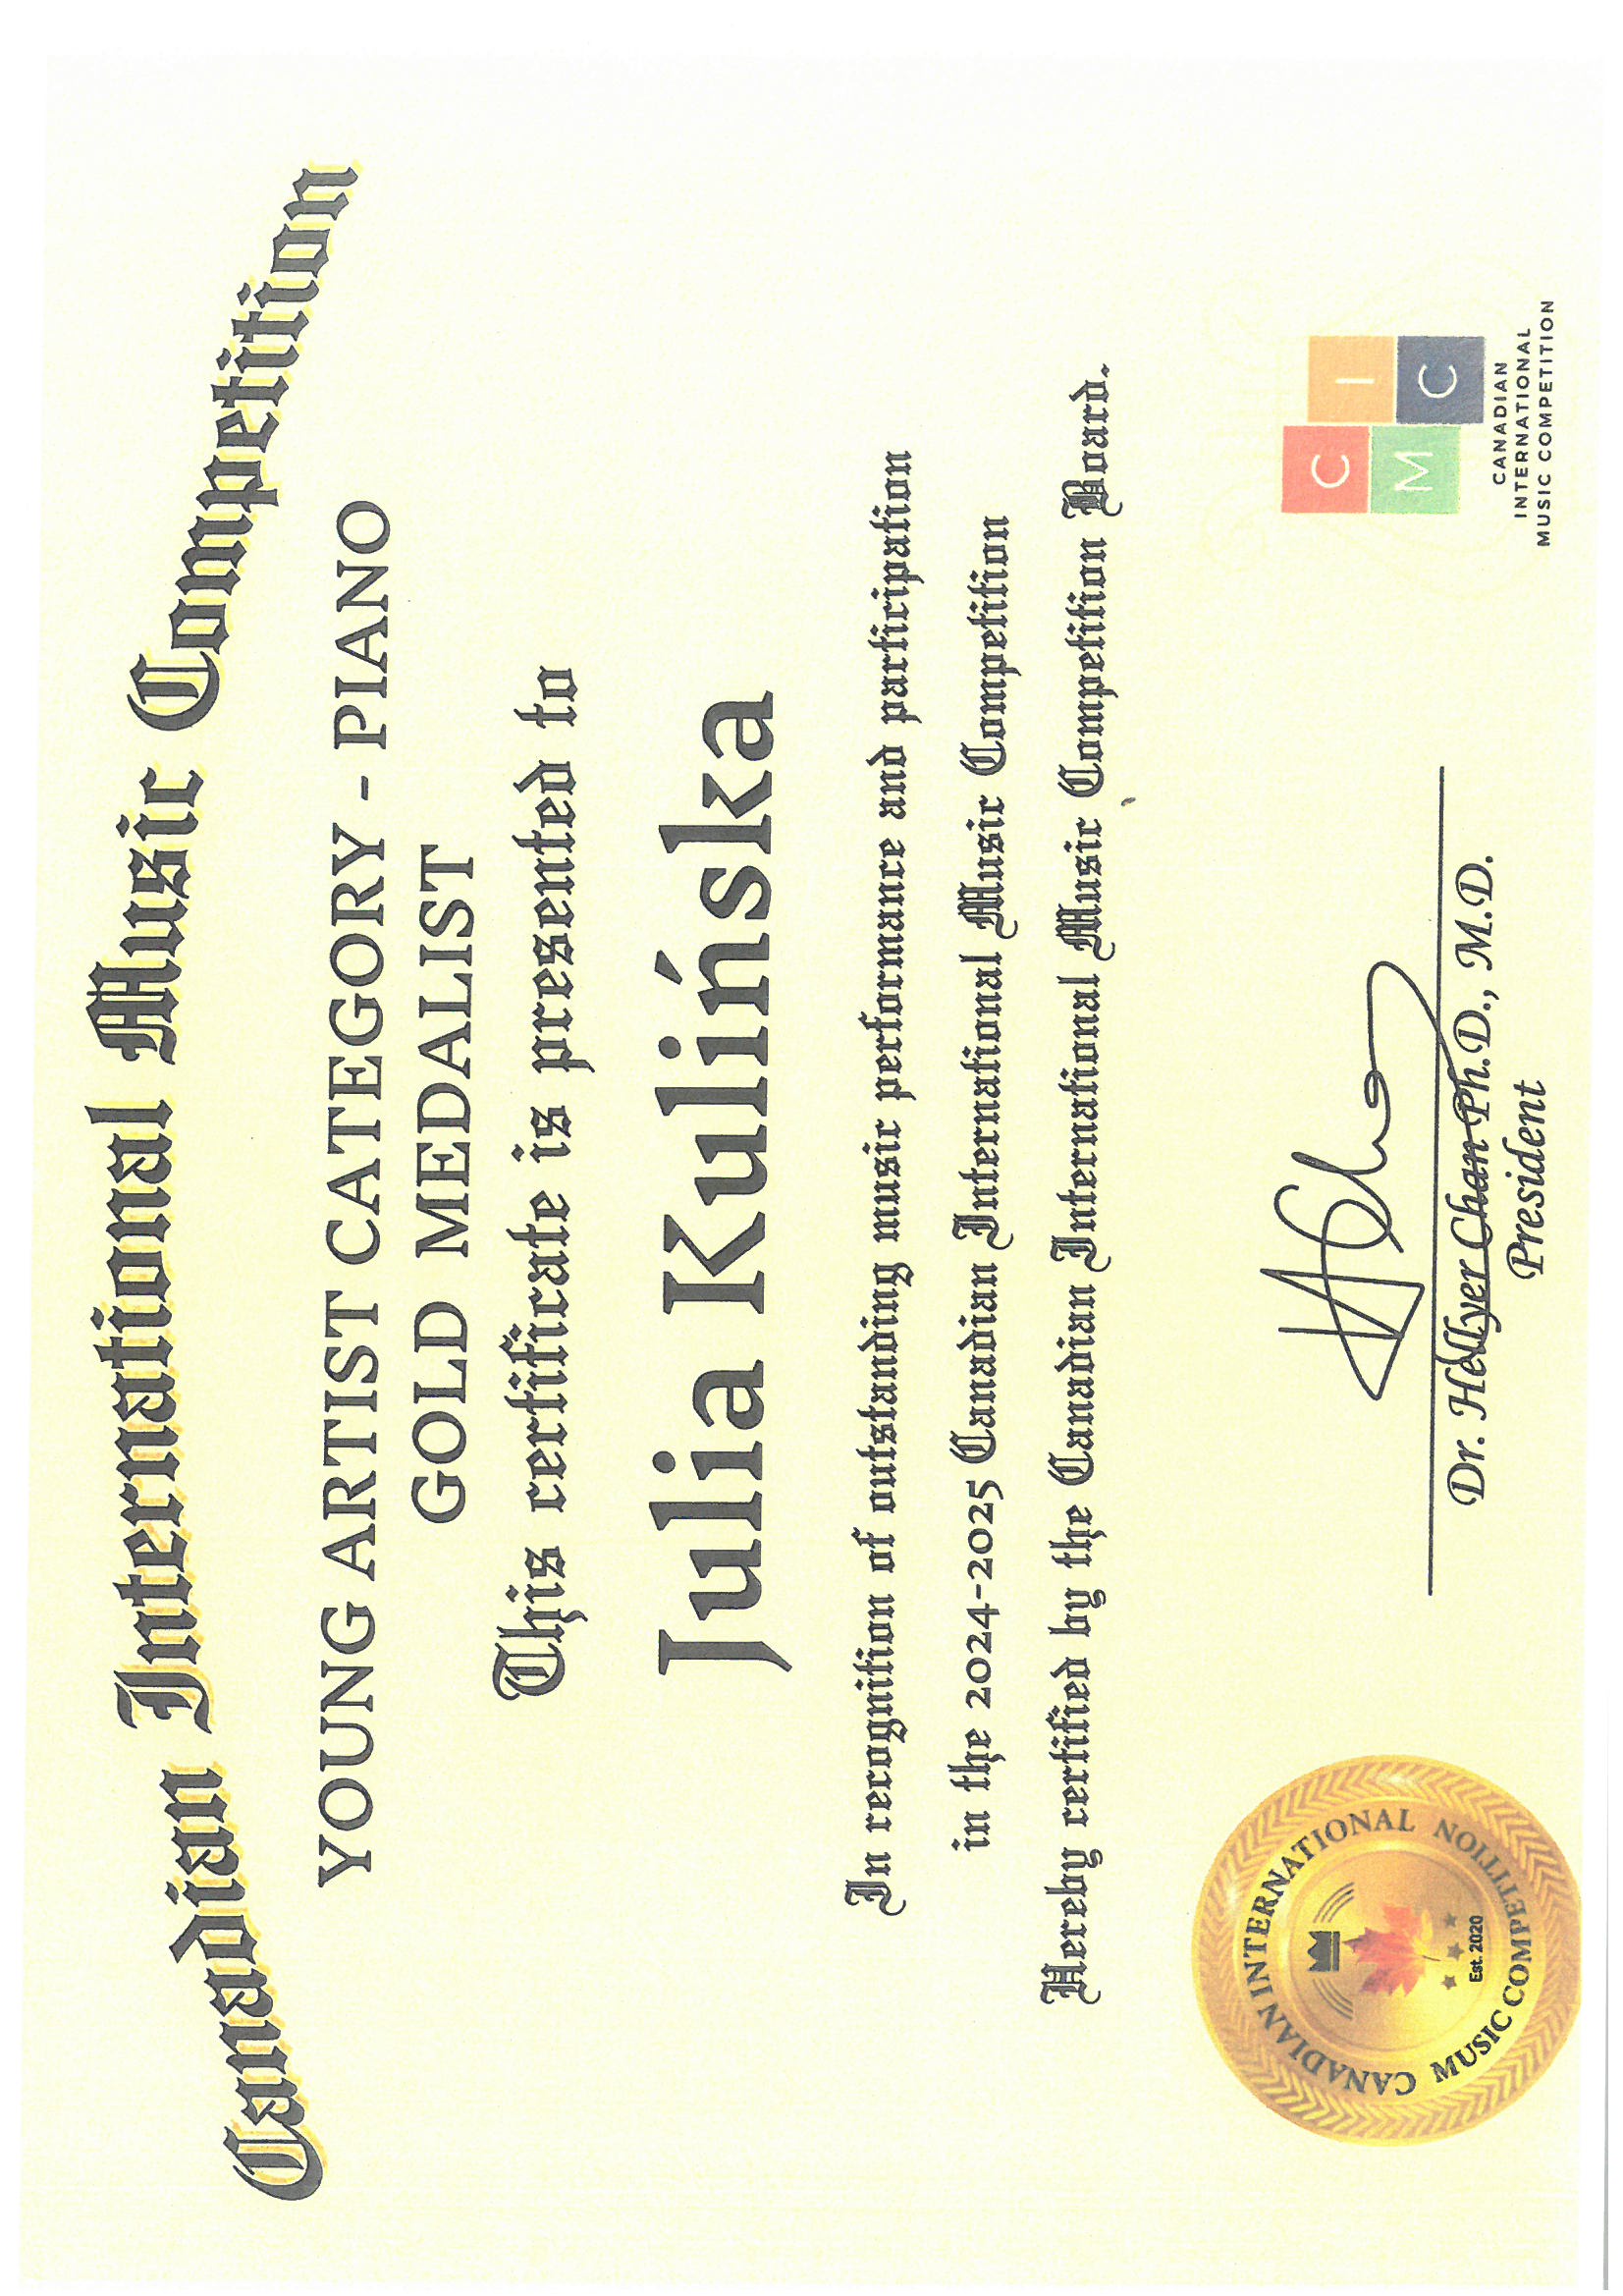 Canadian International Music Competition
YOUNG ARTIST CATEGORY - PIANO
GOLD MEDALIST
This certificate is presented to
Julia Kulińska
In recognition of outstanding music performance and participation
in the 2024-2025 Canadian International Music Competition
Hereby certified by the Canadian International Music Competition Board.
CANADIAN INTERNATIONAL
MUSIC COMPETITION
Est. 2020
Dr. Hellyer Chan Ph.D., M.D.
President
C I
M C
CANADIAN
INTERNATIONAL
MUSIC COMPETITION